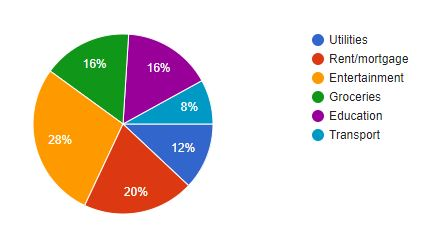 Utilities
Rent/mortgage
Entertainment
Groceries
Education
Transport
16%
16%
8%
12%
20%
28%